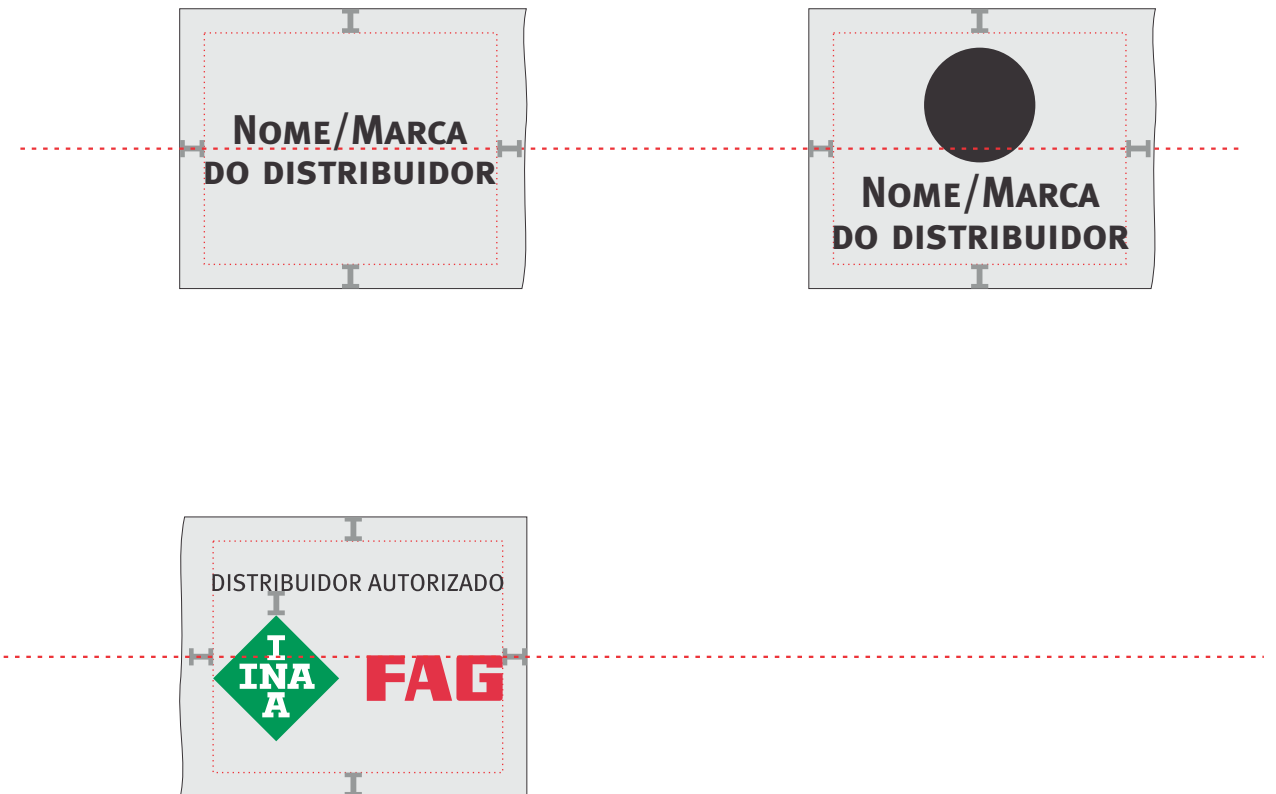 NOME/MARCA
DO DISTRIBUIDOR
NOME/MARCA
DO DISTRIBUIDOR
DISTRIBUIDOR AUTORIZADO
I
INA
A
FAG